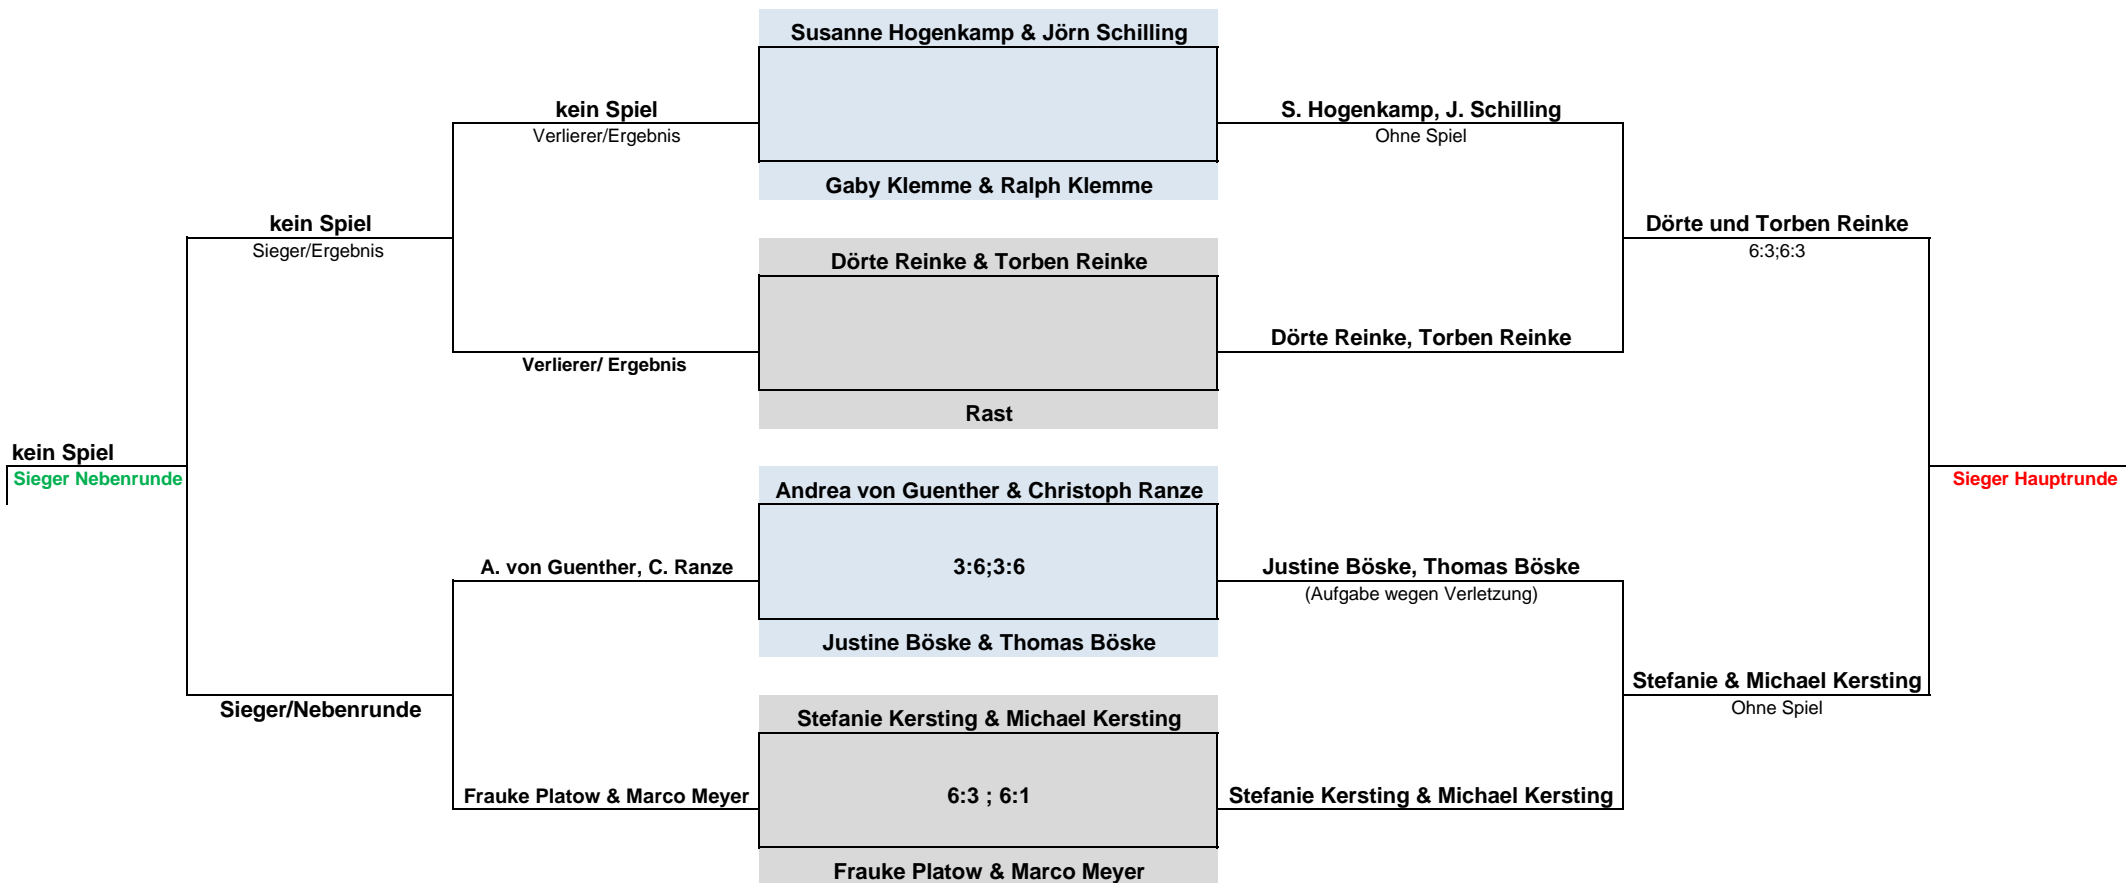 Susanne Hogenkamp & Jörn Schilling
kein Spiel
Verlierer/Ergebnis
S. Hogenkamp, J. Schilling
Ohne Spiel
Gaby Klemme & Ralph Klemme
kein Spiel
Sieger/Ergebnis
Dörte und Torben Reinke
6:3;6:3
Dörte Reinke & Torben Reinke
Verlierer/ Ergebnis
Dörte Reinke, Torben Reinke
Rast
kein Spiel
Sieger Nebenrunde
Sieger Hauptrunde
Andrea von Guenther & Christoph Ranze
A. von Guenther, C. Ranze
3:6;3:6
Justine Böske, Thomas Böske
(Aufgabe wegen Verletzung)
Justine Böske & Thomas Böske
Sieger/Nebenrunde
Stefanie & Michael Kersting
Ohne Spiel
Stefanie Kersting & Michael Kersting
Frauke Platow & Marco Meyer
6:3 ; 6:1
Stefanie Kersting & Michael Kersting
Frauke Platow & Marco Meyer